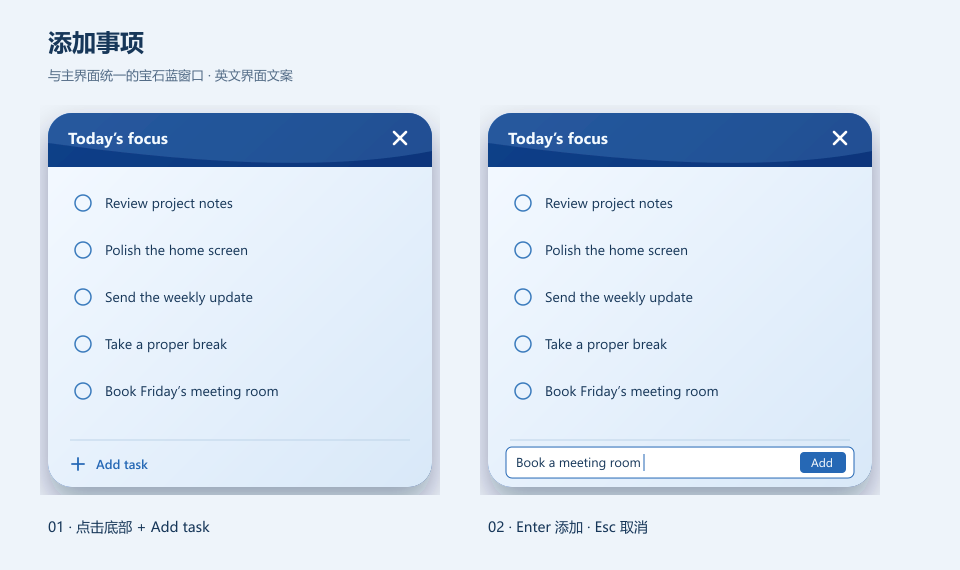 添加事项
与主界面统一的宝石蓝窗口 · 英文界面文案
Today’s focus
Review project notes
Polish the home screen
Send the weekly update
Take a proper break
Book Friday’s meeting room
+ Add task
01 · 点击底部 + Add task
Today’s focus
Review project notes
Polish the home screen
Send the weekly update
Take a proper break
Book Friday’s meeting room
Book a meeting room
Add
02 · Enter 添加 · Esc 取消